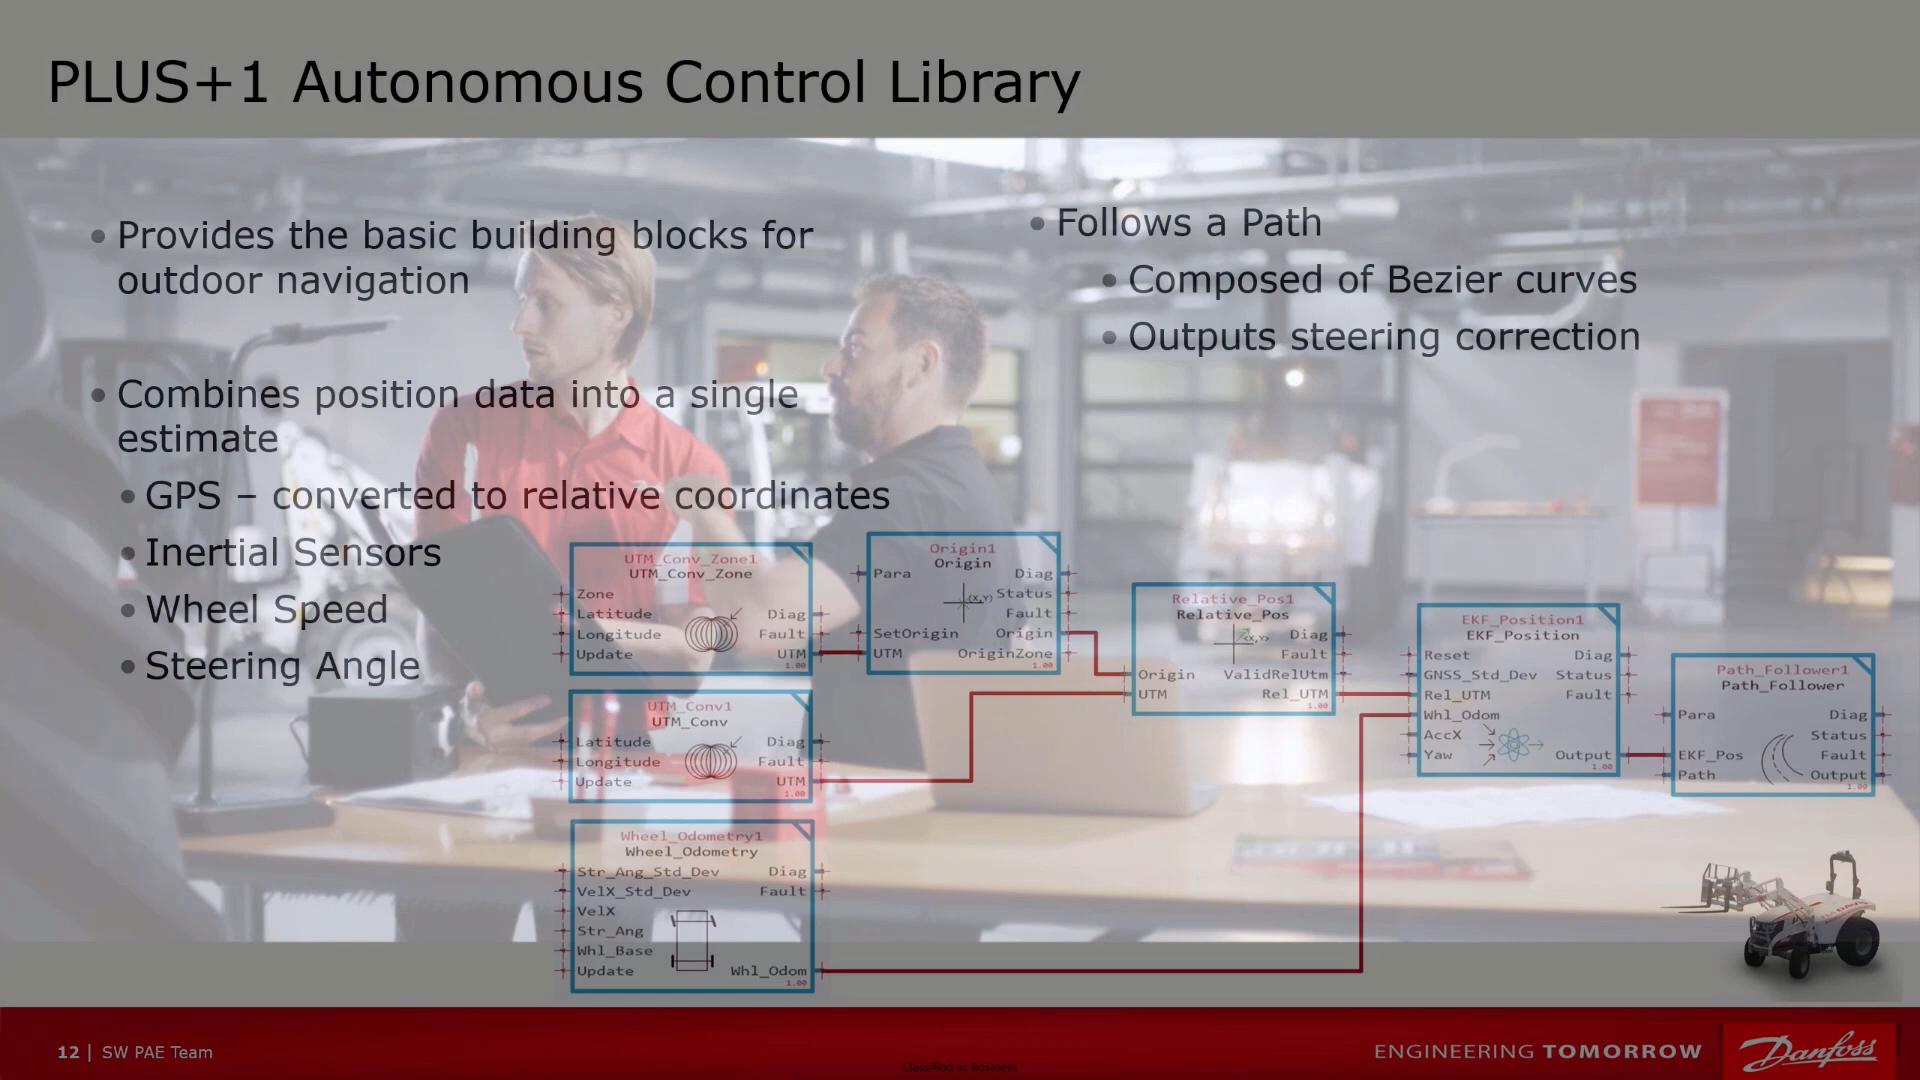 PLUS+1 Autonomous Control Library
• Provides the basic building blocks for
outdoor navigation
• Combines position data into a single
estimate
• GPS – converted to relative coordinates
• Inertial Sensors
• Wheel Speed
• Steering Angle
• Follows a Path
• Composed of Bezier curves
• Outputs steering correction
UTM_Conv_Zone1
UTM_Conv_Zone
Zone
Latitude Diag
Longitude Fault
Update UTM
1.00
Origin1
Origin
Para Diag
(X,Y) Status
Fault
SetOrigin Origin
UTM OriginZone
1.00
UTM_Conv1
UTM_Conv
Latitude Diag
Longitude Fault
Update UTM
1.00
Relative_Pos1
Relative_Pos
Diag
Fault
Origin ValidRelUtm
UTM Rel_UTM
1.00
Wheel_Odometry1
Wheel_Odometry
Str_Ang_Std_Dev Diag
VelX_Std_Dev Fault
VelX
Str_Ang
Whl_Base
Update Whl_Odom
1.00
EKF_Position1
EKF_Position
Reset Diag
GNSS_Std_Dev Status
Rel_UTM Fault
Whl_Odom
AccX
Yaw Output
1.00
Path_Follower1
Path_Follower
Para Diag
Status
EKF_Pos Fault
Path Output
1.00
12 | SW PAE Team
Classified as Business
ENGINEERING TOMORROW
Danfoss